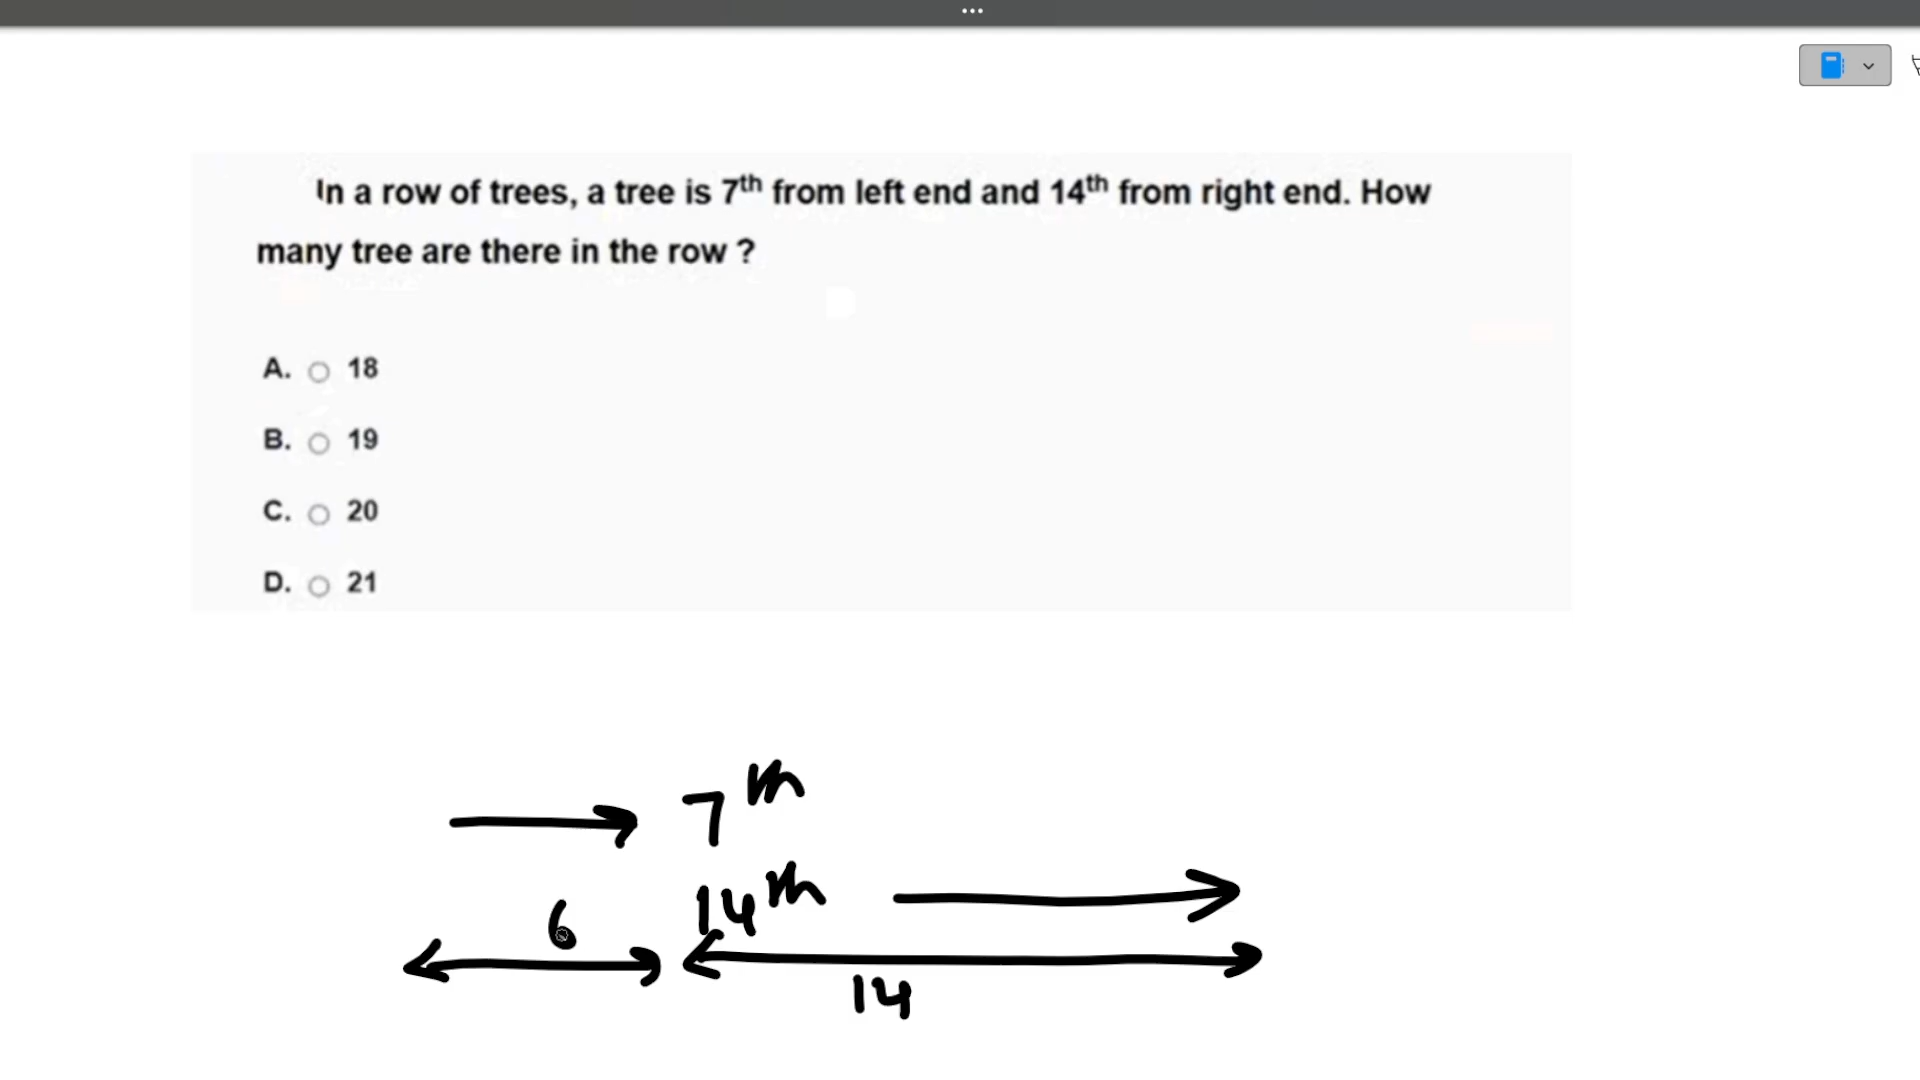 In a row of trees, a tree is 7th from left end and 14th from right end. How
many tree are there in the row ?
A. 18
B. 19
C. 20
D. 21
7th
14th
6
14